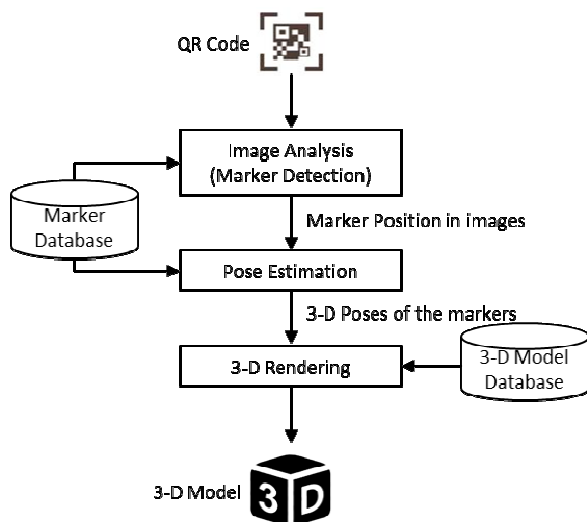 QR Code
Image Analysis
(Marker Detection)
Marker
Database
Marker Position in images
Pose Estimation
3-D Poses of the markers
3-D Rendering
3-D Model
Database
3-D Model
3 D